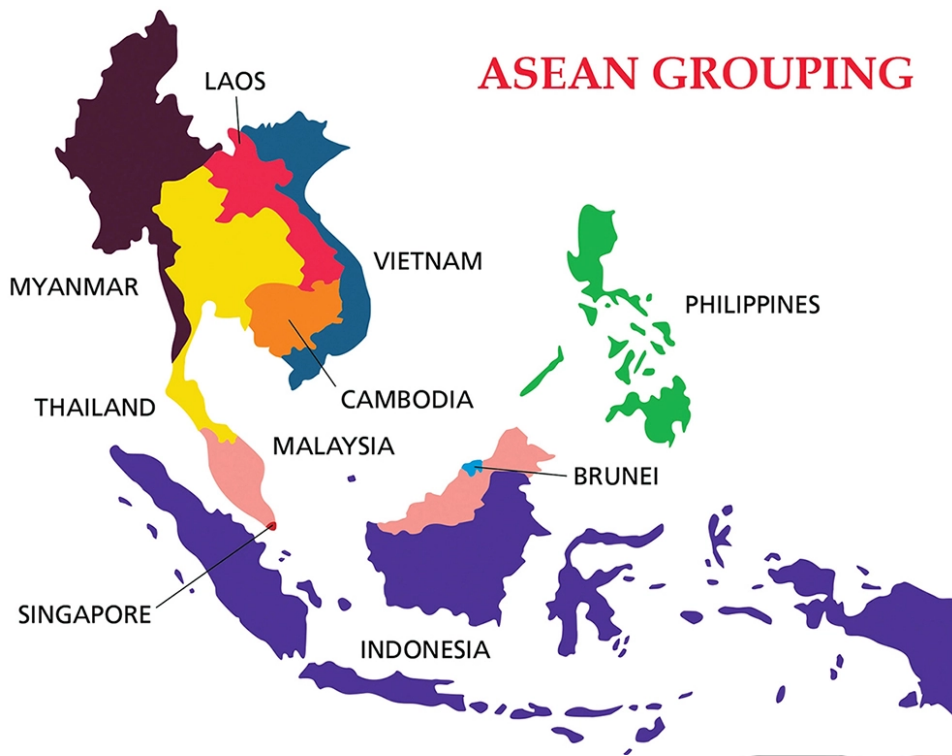 ASEAN GROUPING
LAOS
VIETNAM
MYANMAR
PHILIPPINES
CAMBODIA
THAILAND
MALAYSIA
BRUNEI
SINGAPORE
INDONESIA